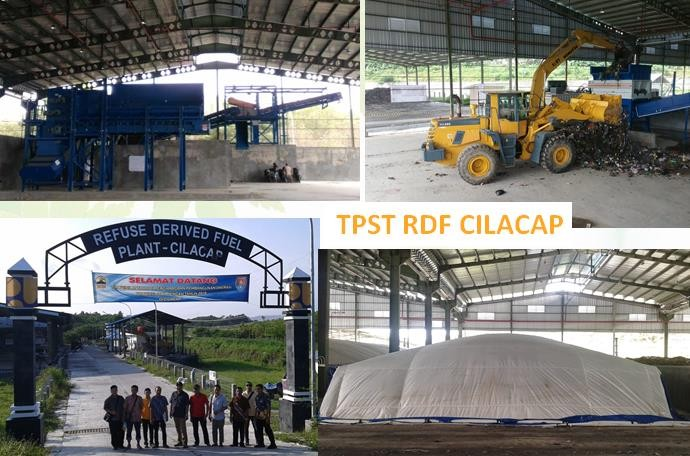 TPST RDF CILACAP
REFUSE DERIVED FUEL
PLANT-CILACAP
SELAMAT DATANG